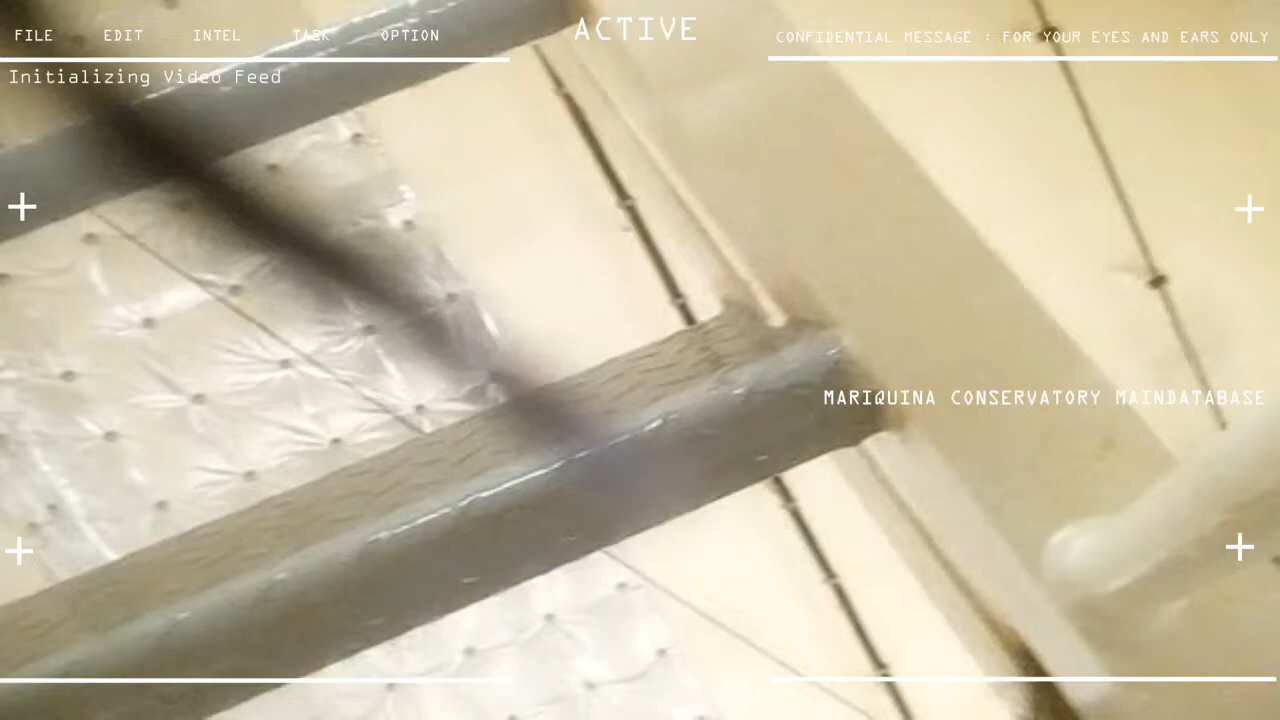 FILE EDIT INTEL TASK OPTION
ACTIVE
CONFIDENTIAL MESSAGE : FOR YOUR EYES AND EARS ONLY
Initializing Video Feed
MARIQUINA CONSERVATORY MAINDATABASE